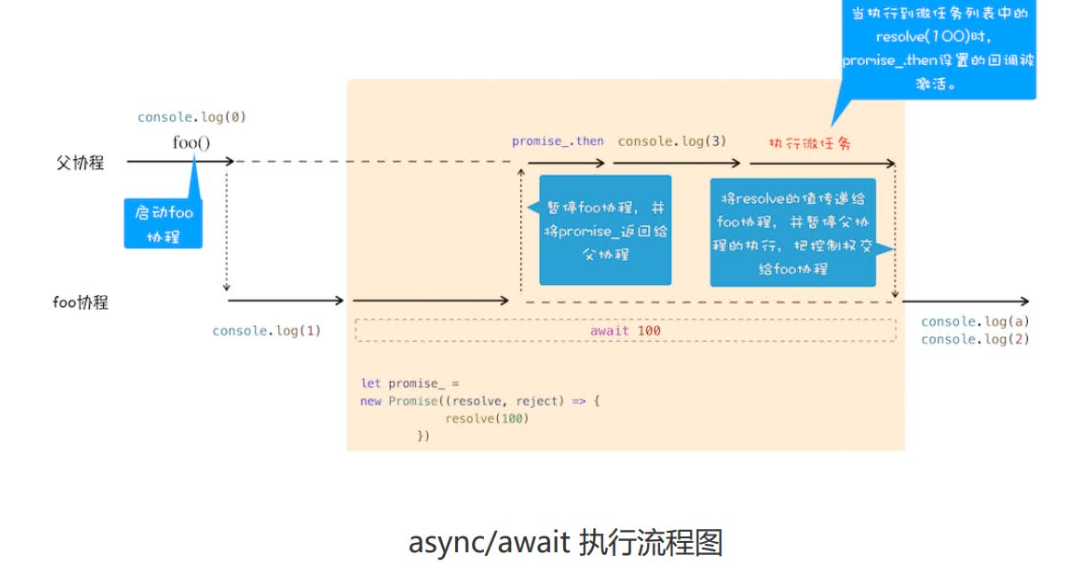 当执行到微任务列表中的
resolve(100)时,
promise_.then设置的回调被
激活。
console.log(0)
foo()
promise_.then
console.log(3)
执行微任务
父协程
启动foo
协程
暂停foo协程，并
将promise_返回给
父协程
将resolve的值传递给
foo协程，并暂停父协
程的执行，把控制权交
给foo协程
foo协程
console.log(1)
await 100
console.log(a)
console.log(2)
let promise_ =
new Promise((resolve, reject) => {
resolve(100)
})
async/await 执行流程图